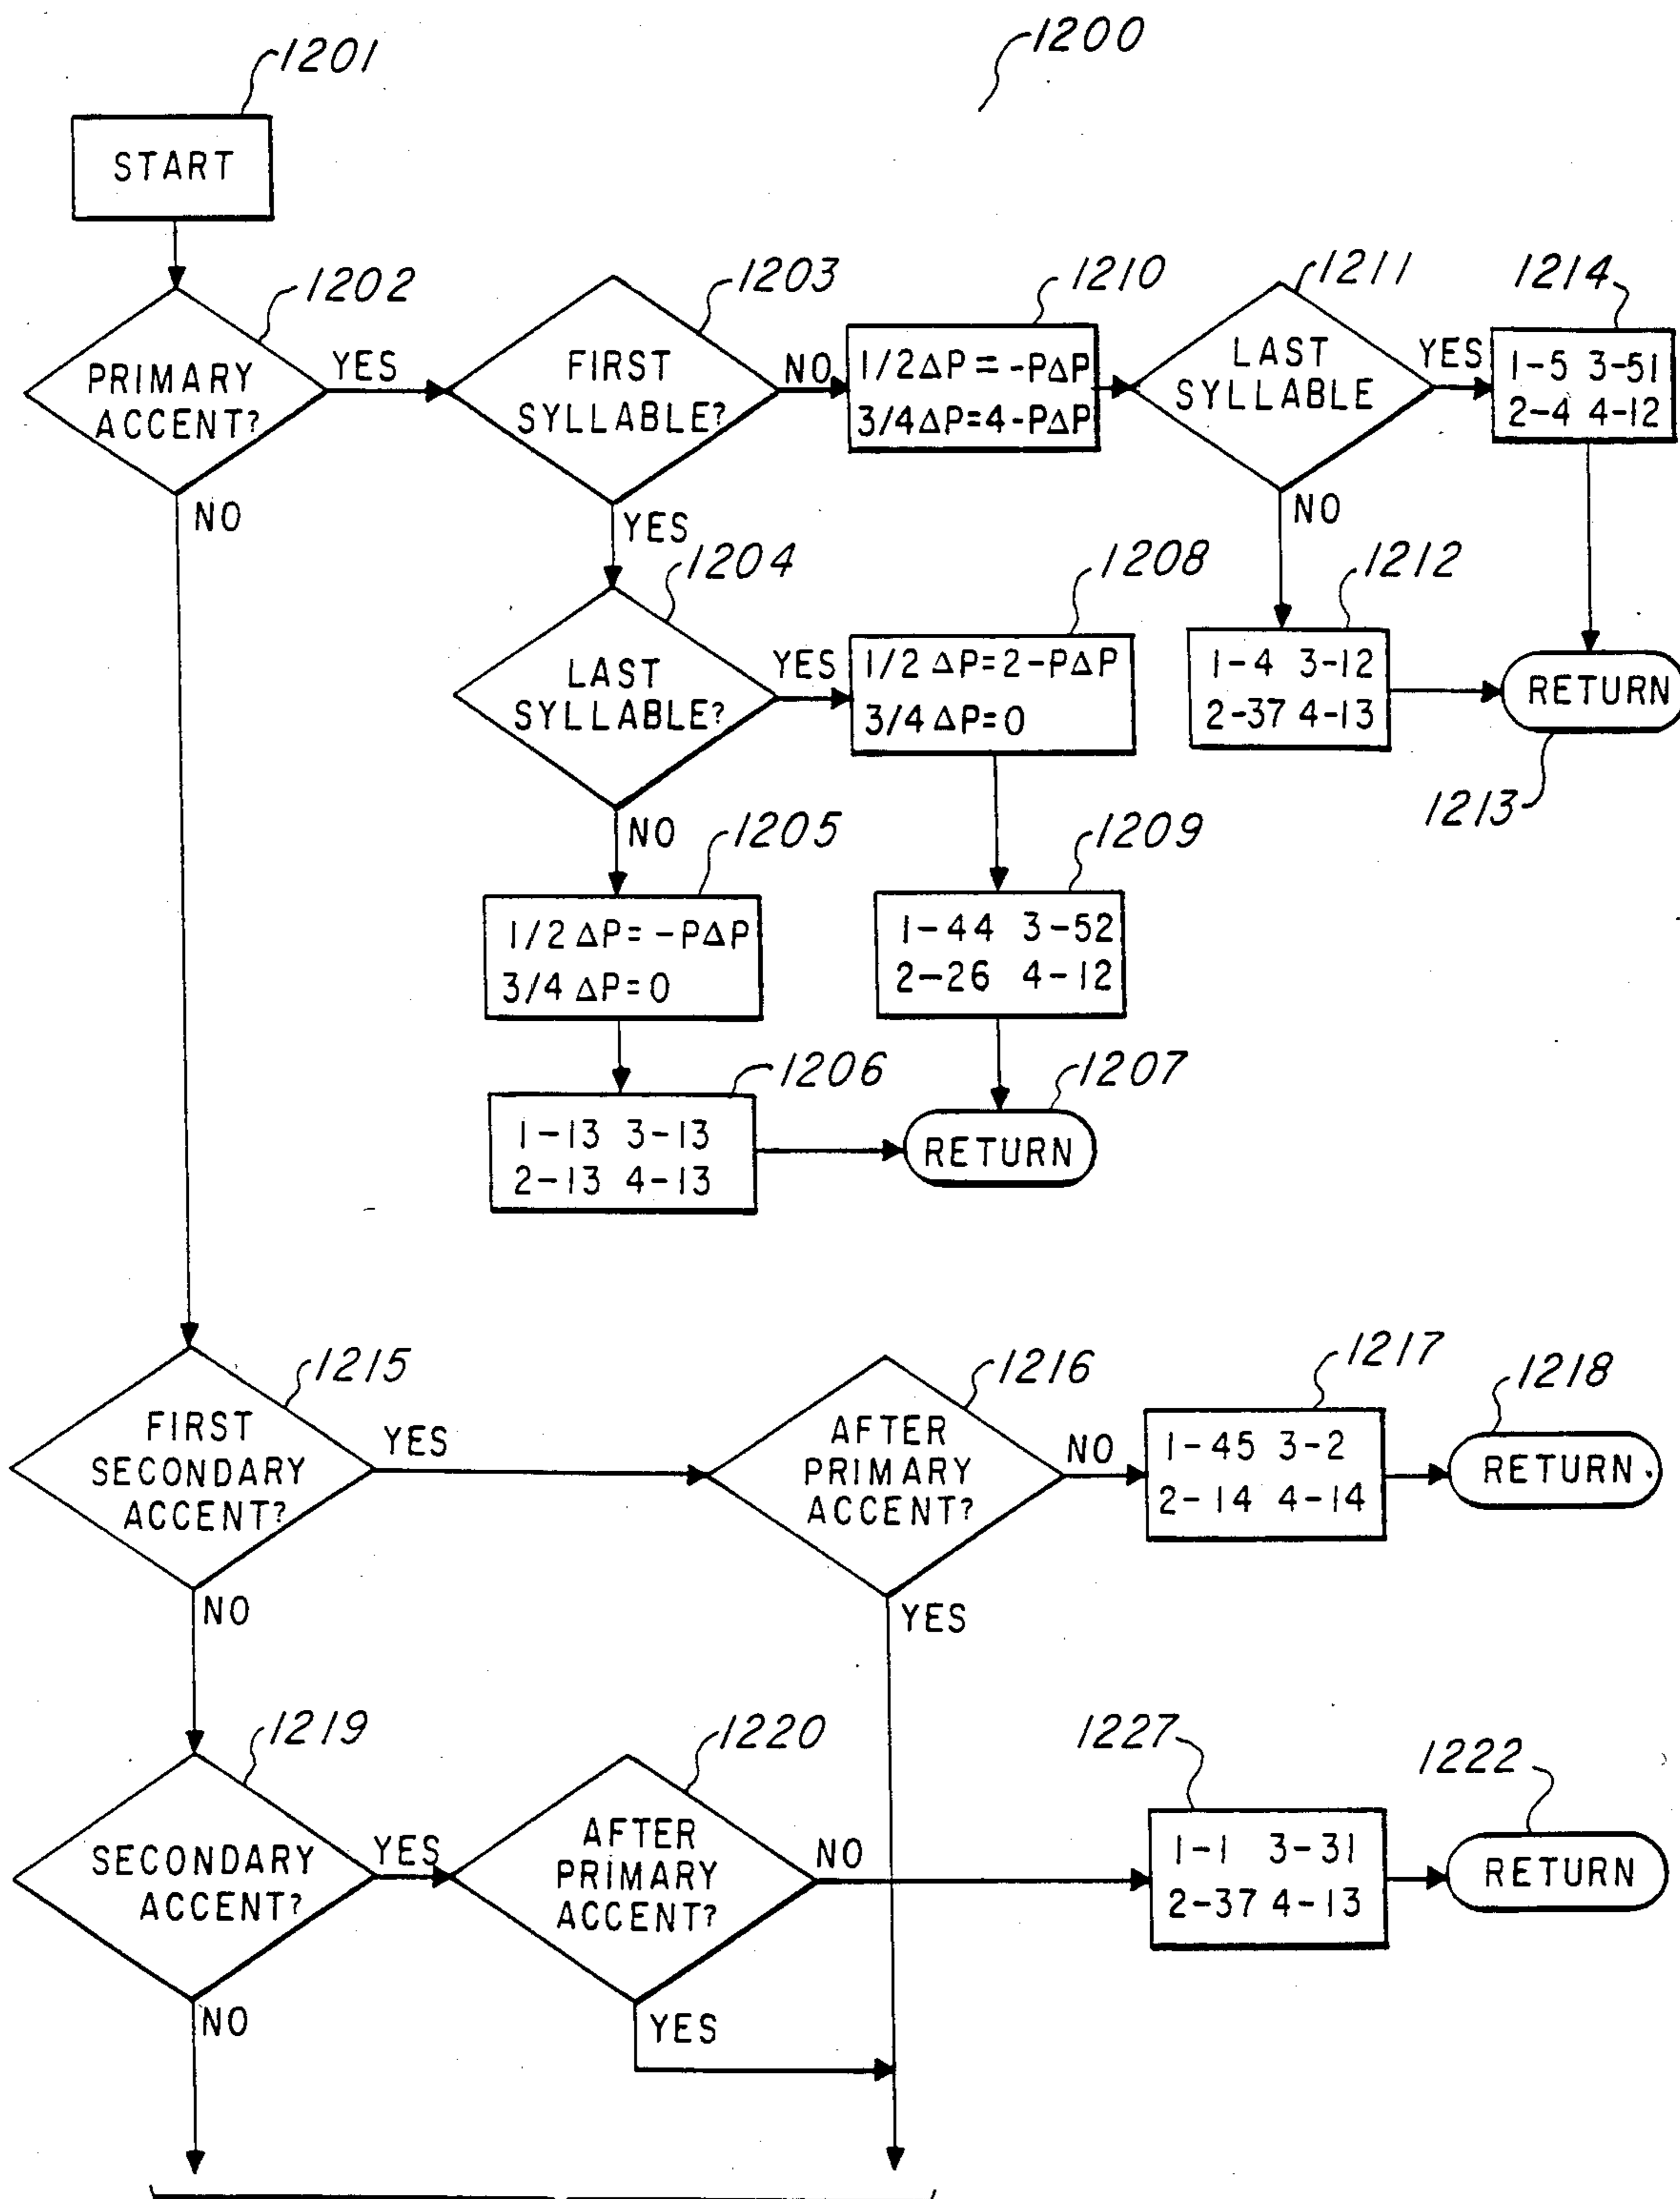 1200
1201
START
1202
PRIMARY
ACCENT?
YES
NO
1203
FIRST
SYLLABLE?
NO
YES
1210
1/2 ΔP = -PΔP
3/4 ΔP=4-PΔP
1211
LAST
SYLLABLE
YES
NO
1214
1-5 3-51
2-4 4-12
1204
LAST
SYLLABLE?
YES
NO
1208
1/2 ΔP=2-PΔP
3/4 ΔP=0
1212
1-4 3-12
2-37 4-13
RETURN
1213
1205
1/2 ΔP= -PΔP
3/4 ΔP=0
1209
1-44 3-52
2-26 4-12
1206
1-13 3-13
2-13 4-13
1207
RETURN
1215
FIRST
SECONDARY
ACCENT?
YES
NO
1216
AFTER
PRIMARY
ACCENT?
NO
YES
1217
1-45 3-2
2-14 4-14
1218
RETURN
1219
SECONDARY
ACCENT?
YES
NO
1220
AFTER
PRIMARY
ACCENT?
NO
YES
1227
1-1 3-31
2-37 4-13
1222
RETURN